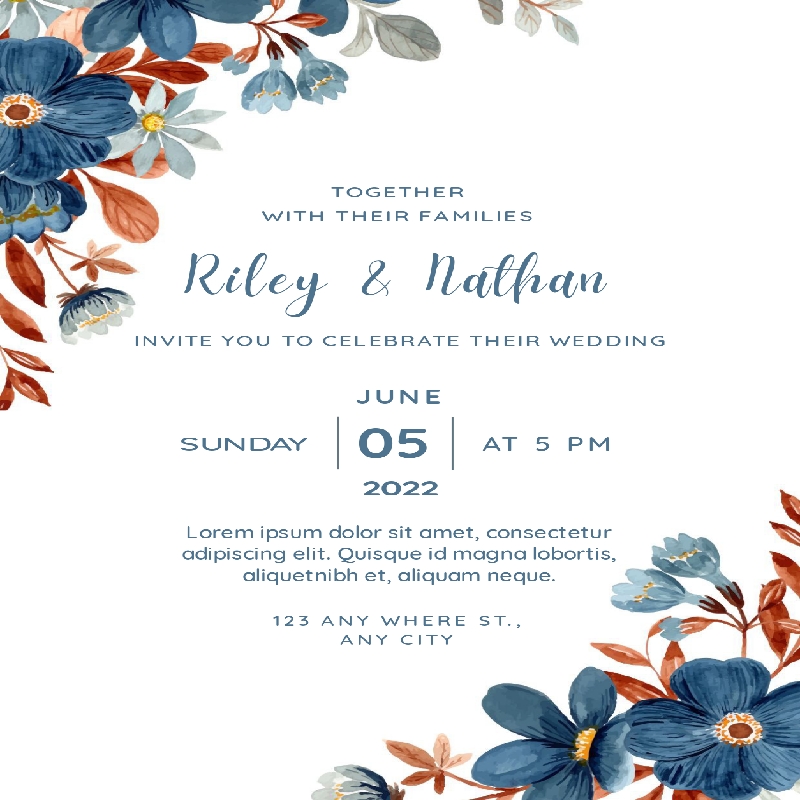 TOGETHER
WITH THEIR FAMILIES
Riley & Nathan
INVITE YOU TO CELEBRATE THEIR WEDDING
JUNE
SUNDAY 05 AT 5 PM
2022
Lorem ipsum dolor sit amet, consectetur
adipiscing elit. Quisque id magna lobortis,
aliquetnibh et, aliquam neque.
123 ANY WHERE ST.,
ANY CITY